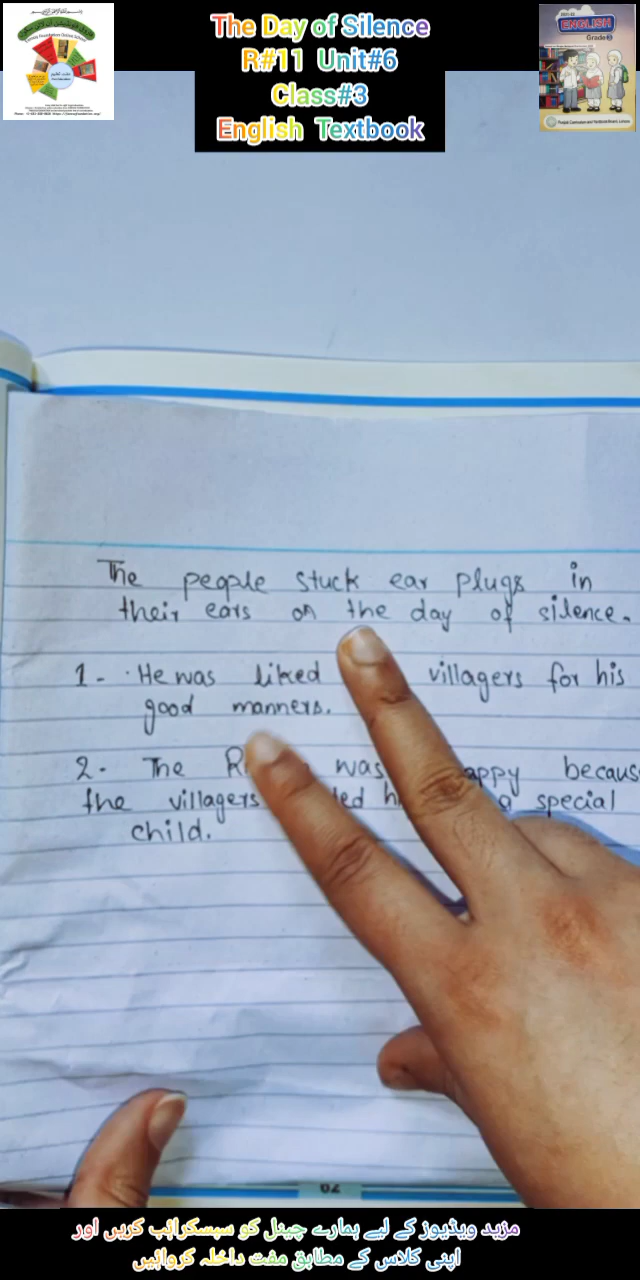 The Day of Silence
R#11 Unit#6
Class#3
English Textbook
ENGLISH
Grade 3
The people stuck ear plugs in
their ears on the day of silence.
1- He was liked villagers for his
good manners.
2- The was because
the villagers a special
child.
مزید ویڈیوز کے لیے ہمارے چینل کو سبسکرائب کریں اور
اپنی کلاس کے مطابق مفت داخلہ کروائیں